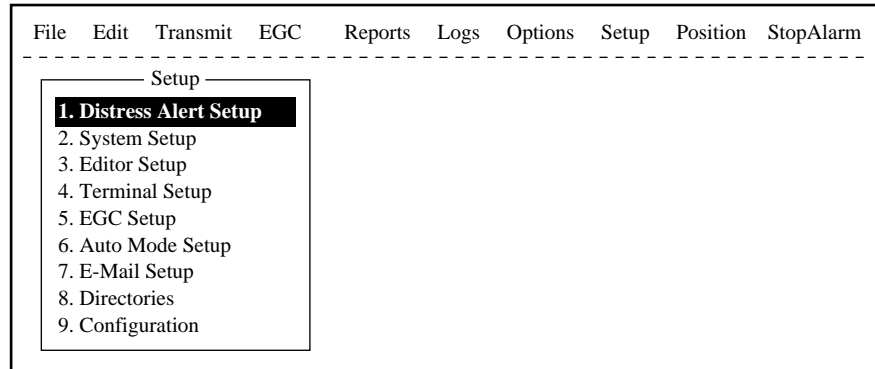 File Edit Transmit EGC Reports Logs Options Setup Position StopAlarm
Setup
1. Distress Alert Setup
2. System Setup
3. Editor Setup
4. Terminal Setup
5. EGC Setup
6. Auto Mode Setup
7. E-Mail Setup
8. Directories
9. Configuration